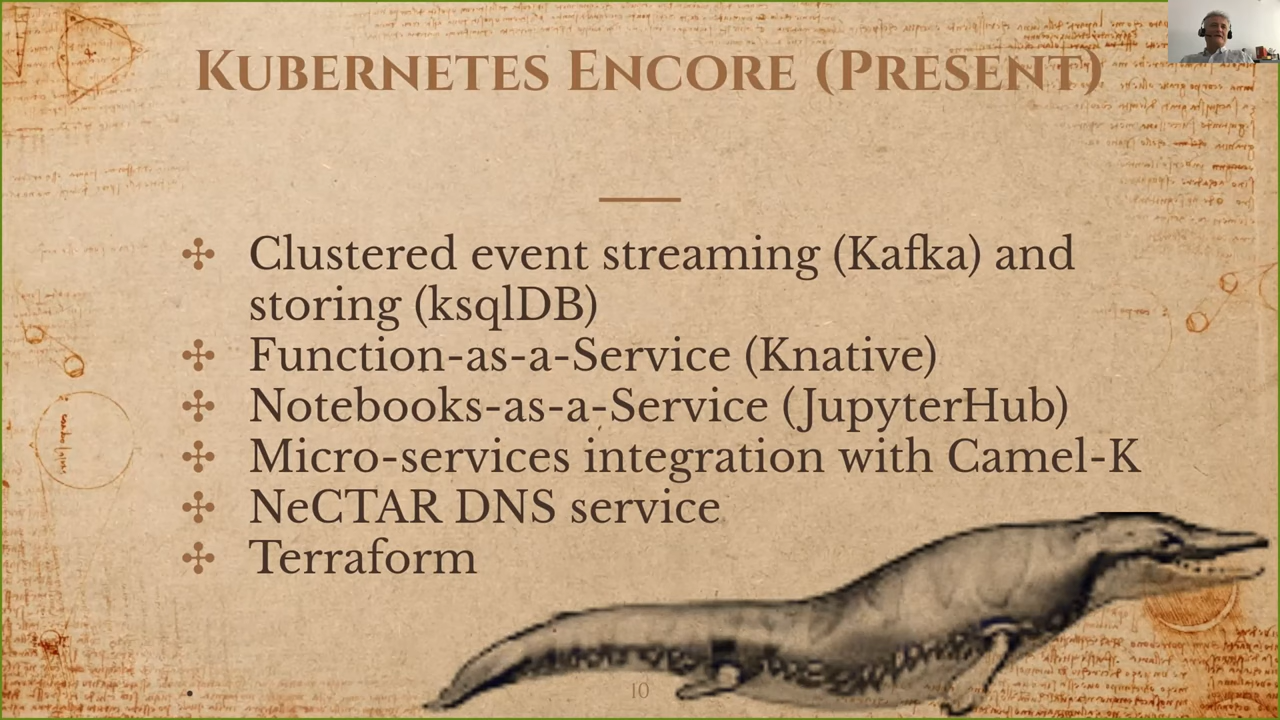 KUBERNETES ENCORE (PRESENT)
Clustered event streaming (Kafka) and
storing (ksqlDB)
Function-as-a-Service (Knative)
Notebooks-as-a-Service (JupyterHub)
Micro-services integration with Camel-K
NeCTAR DNS service
Terraform
10